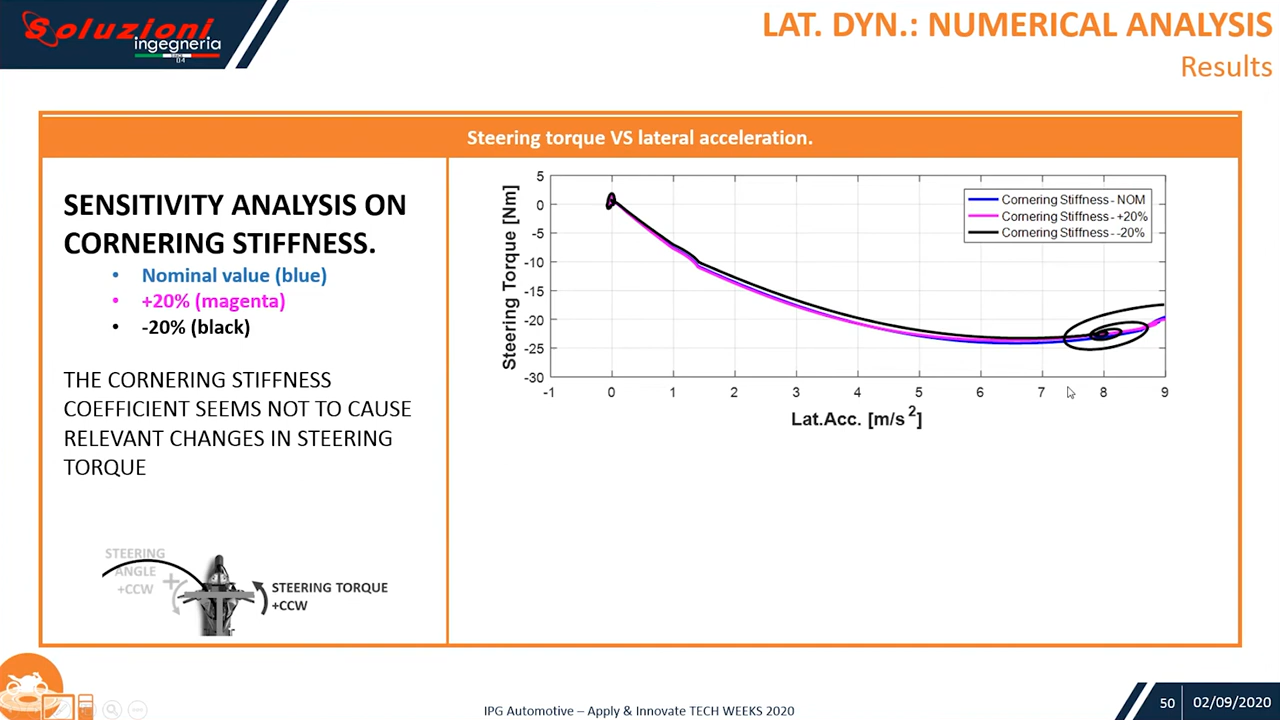 Soluzioni
ingegneria
SINCE
04
LAT. DYN.: NUMERICAL ANALYSIS
Results
Steering torque VS lateral acceleration.
SENSITIVITY ANALYSIS ON
CORNERING STIFFNESS.
• Nominal value (blue)
• +20% (magenta)
• -20% (black)
THE CORNERING STIFFNESS
COEFFICIENT SEEMS NOT TO CAUSE
RELEVANT CHANGES IN STEERING
TORQUE
STEERING
ANGLE
+CCW
+
STEERING TORQUE
+CCW
Steering Torque [Nm]
5
0
-5
-10
-15
-20
-25
-30
-1 0 1 2 3 4 5 6 7 8 9
Lat.Acc. [m/s²]
Cornering Stiffness - NOM
Cornering Stiffness - +20%
Cornering Stiffness - -20%
IPG Automotive – Apply & Innovate TECH WEEKS 2020
50 02/09/2020